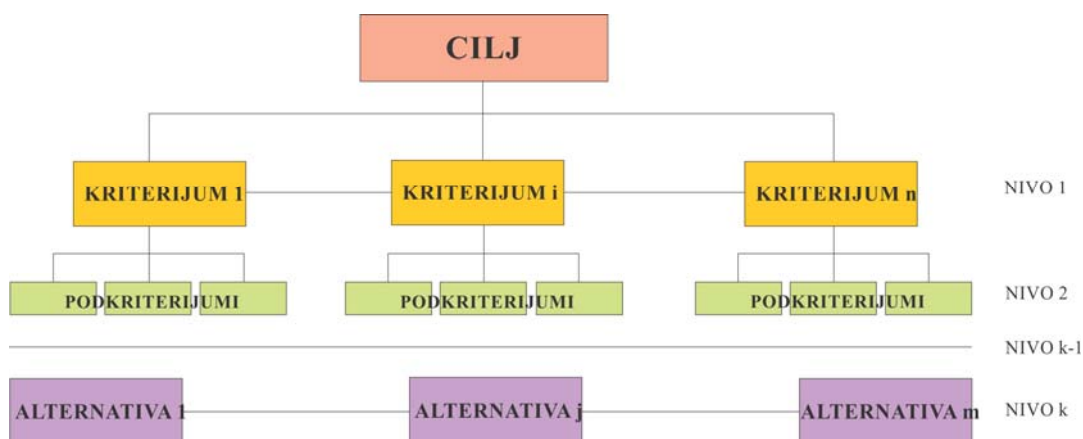 CILJ
KRITERIJUM 1
KRITERIJUM i
KRITERIJUM n
NIVO 1
PODKRITERIJUMI
PODKRITERIJUMI
PODKRITERIJUMI
NIVO 2
NIVO k-1
ALTERNATIVA 1
ALTERNATIVA j
ALTERNATIVA m
NIVO k